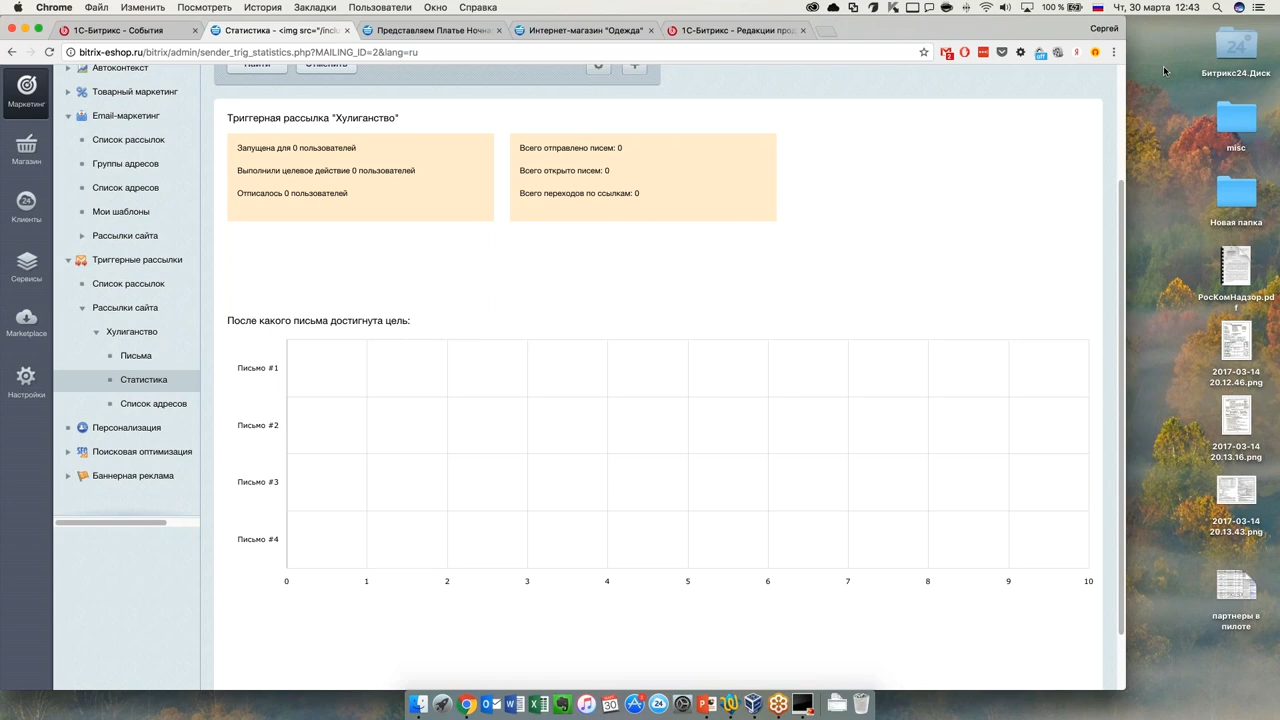 Chrome Файл Изменить Просмотреть История Закладки Пользователи Окно Справка
100 % Чт, 30 марта 12:43
1С-Битрикс - События
Статистика - <img src="/inclu
Представляем Платье Ночна
Интернет-магазин "Одежда"
1С-Битрикс - Редакции прод
Сергей
bitrix-eshop.ru/bitrix/admin/sender_trig_statistics.php?MAILING_ID=2&lang=ru
Маркетинг
Магазин
24
Клиенты
Сервисы
Marketplace
Настройки
Автоконтекст
Товарный маркетинг
Email-маркетинг
Список рассылок
Группы адресов
Список адресов
Мои шаблоны
Рассылки сайта
Триггерные рассылки
Список рассылок
Рассылки сайта
Хулиганство
Письма
Статистика
Список адресов
Персонализация
Поисковая оптимизация
Баннерная реклама
Найти
Отменить
Триггерная рассылка "Хулиганство"
Запущена для 0 пользователей
Выполнили целевое действие 0 пользователей
Отписалось 0 пользователей
Всего отправлено писем: 0
Всего открыто писем: 0
Всего переходов по ссылкам: 0
После какого письма достигнута цель:
Письмо #1
Письмо #2
Письмо #3
Письмо #4
0 1 2 3 4 5 6 7 8 9 10
24
Битрикс24.Диск
misc
Новая папка
РосКомНадзор.pd
f
2017-03-14
20.12.46.png
2017-03-14
20.13.16.png
2017-03-14
20.13.43.png
партнеры в
пилоте